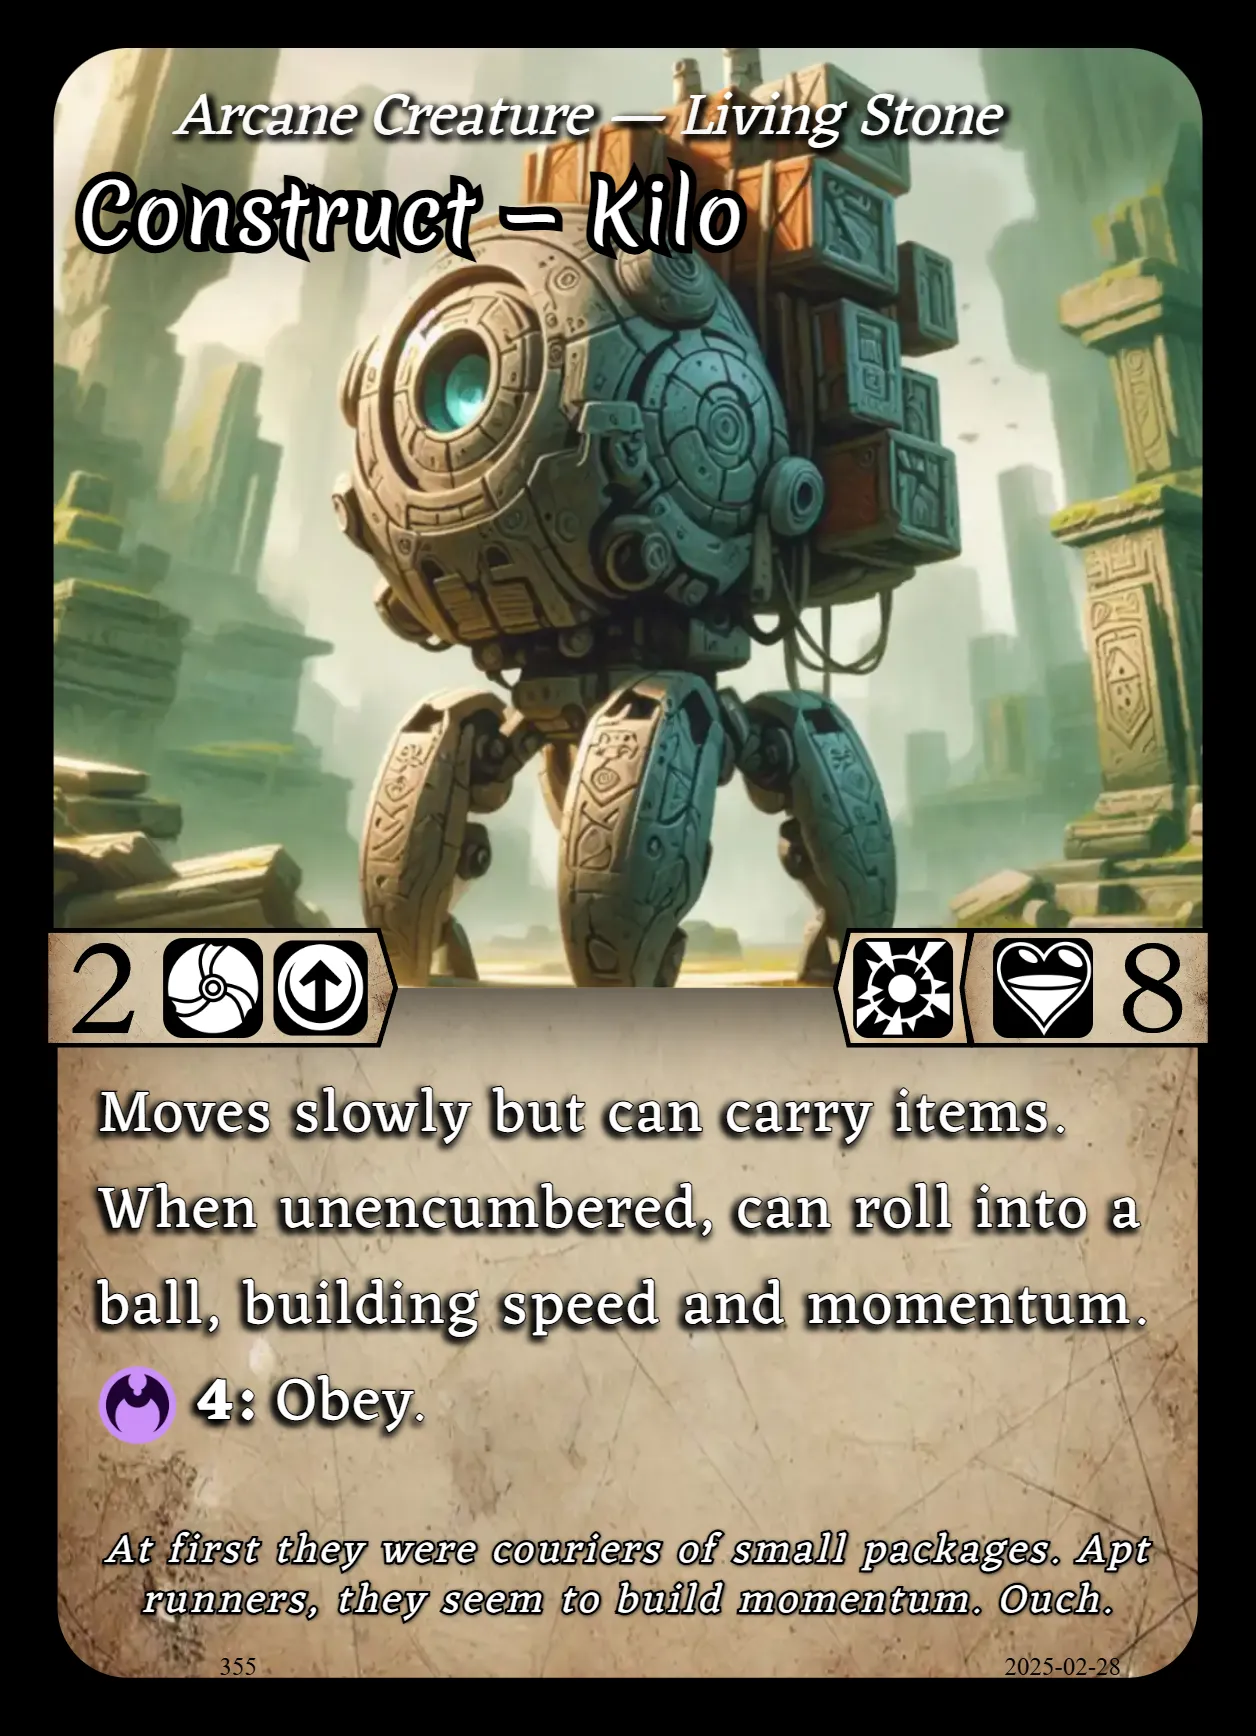 Arcane Creature — Living Stone
Construct – Kilo
2
8
Moves slowly but can carry items.
When unencumbered, can roll into a
ball, building speed and momentum.
4: Obey.
At first they were couriers of small packages. Apt
runners, they seem to build momentum. Ouch.
355
2025-02-28